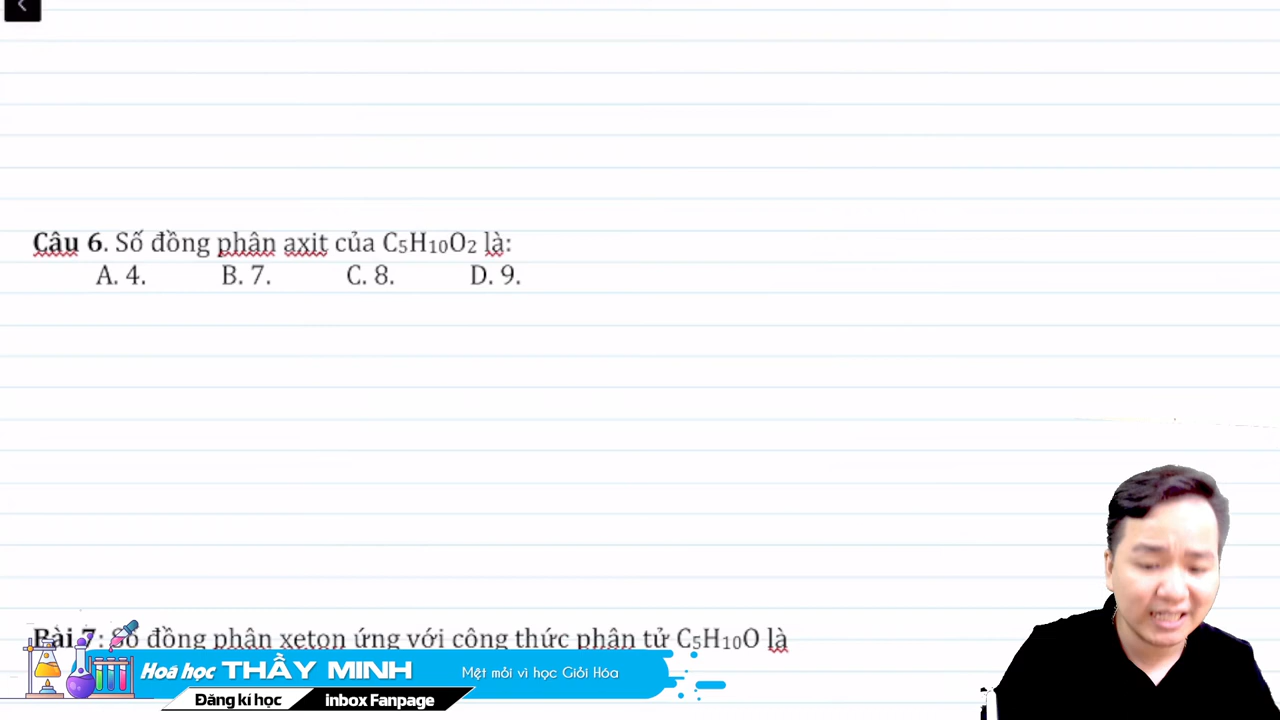 Câu 6. Số đồng phân axit của C₅H₁₀O₂ là:
A. 4. B. 7. C. 8. D. 9.
Bài 7: Số đồng phân xeton ứng với công thức phân tử C₅H₁₀O là
Hoá học THẦY MINH Mệt mỏi vì học Giỏi Hóa
Đăng kí học inbox Fanpage